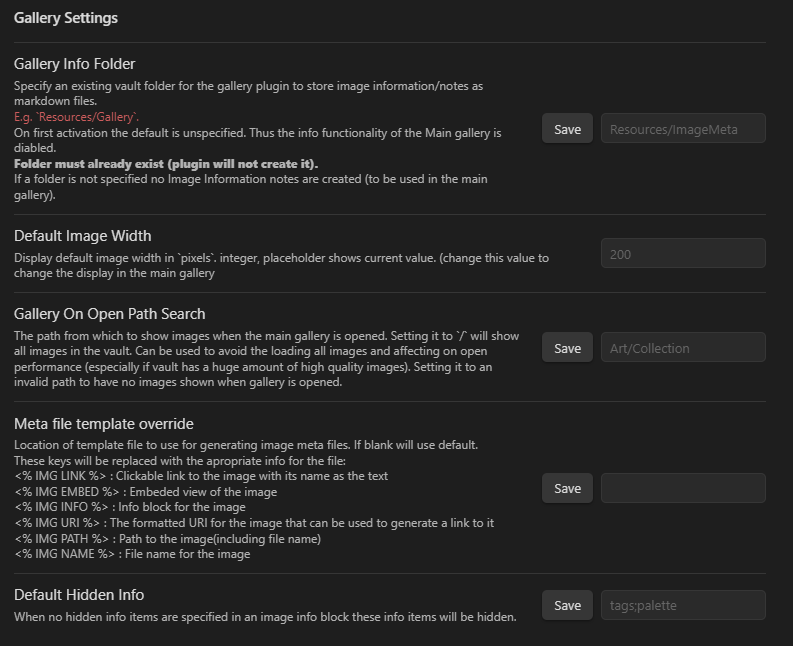 Gallery Settings
Gallery Info Folder
Specify an existing vault folder for the gallery plugin to store image information/notes as
markdown files.
E.g. `Resources/Gallery`.
On first activation the default is unspecified. Thus the info functionality of the Main gallery is
diabled.
Folder must already exist (plugin will not create it).
If a folder is not specified no Image Information notes are created (to be used in the main
gallery).
Save
Resources/ImageMeta
Default Image Width
Display default image width in `pixels`. integer, placeholder shows current value. (change this value to
change the display in the main gallery
200
Gallery On Open Path Search
The path from which to show images when the main gallery is opened. Setting it to `/` will show
all images in the vault. Can be used to avoid the loading all images and affecting on open
performance (especially if vault has a huge amount of high quality images). Setting it to an
invalid path to have no images shown when gallery is opened.
Save
Art/Collection
Meta file template override
Location of template file to use for generating image meta files. If blank will use default.
These keys will be replaced with the apropriate info for the file:
<% IMG LINK %> : Clickable link to the image with its name as the text
<% IMG EMBED %> : Embeded view of the image
<% IMG INFO %> : Info block for the image
<% IMG URI %> : The formatted URI for the image that can be used to generate a link to it
<% IMG PATH %> : Path to the image(including file name)
<% IMG NAME %> : File name for the image
Save
Default Hidden Info
When no hidden info items are specified in an image info block these info items will be hidden.
Save
tags;palette